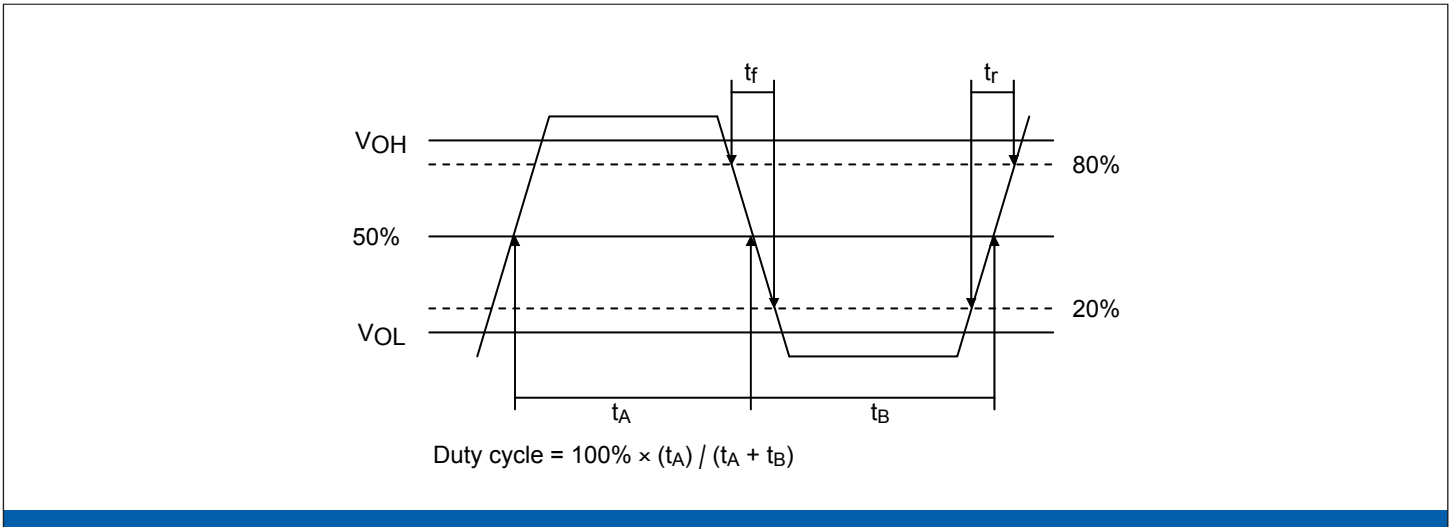 tf
tr
VOH
80%
50%
20%
VOL
tA
tB
Duty cycle = 100% × (tA) / (tA + tB)